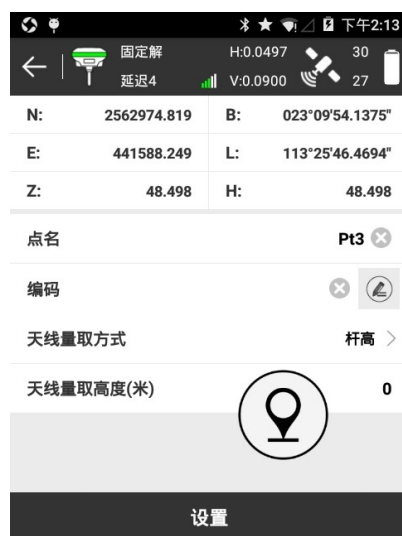 下午2:13
固定解 H:0.0497 30
延迟4 V:0.0900 27
N: 2562974.819 B: 023°09'54.1375"
E: 441588.249 L: 113°25'46.4694"
Z: 48.498 H: 48.498
点名 Pt3
编码
天线量取方式 杆高
天线量取高度(米) 0
设置